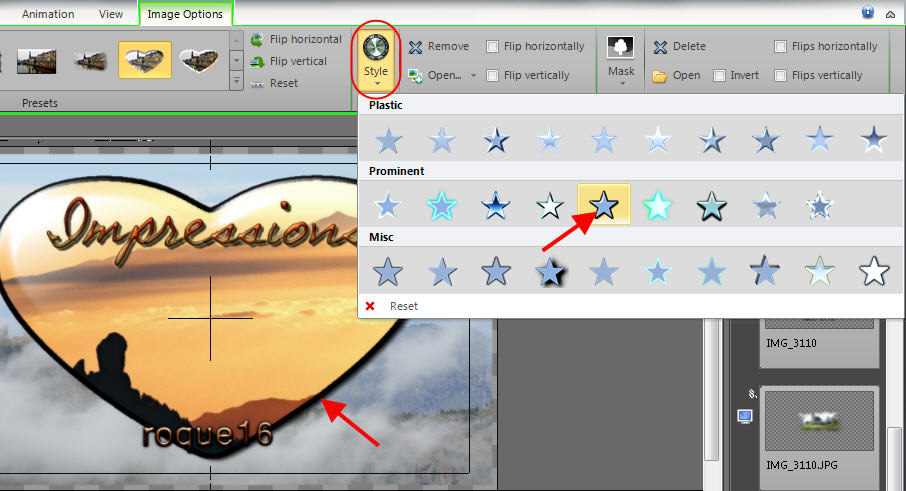 Animation View Image Options
Flip horizontal
Flip vertical
Reset
Presets
Style
Remove
Flip horizontally
Open...
Flip vertically
Mask
Delete
Flips horizontally
Open
Invert
Flips vertically
Plastic
Prominent
Misc
Reset
Impressions
roque16
IMG_3110
8.
IMG_3110.JPG